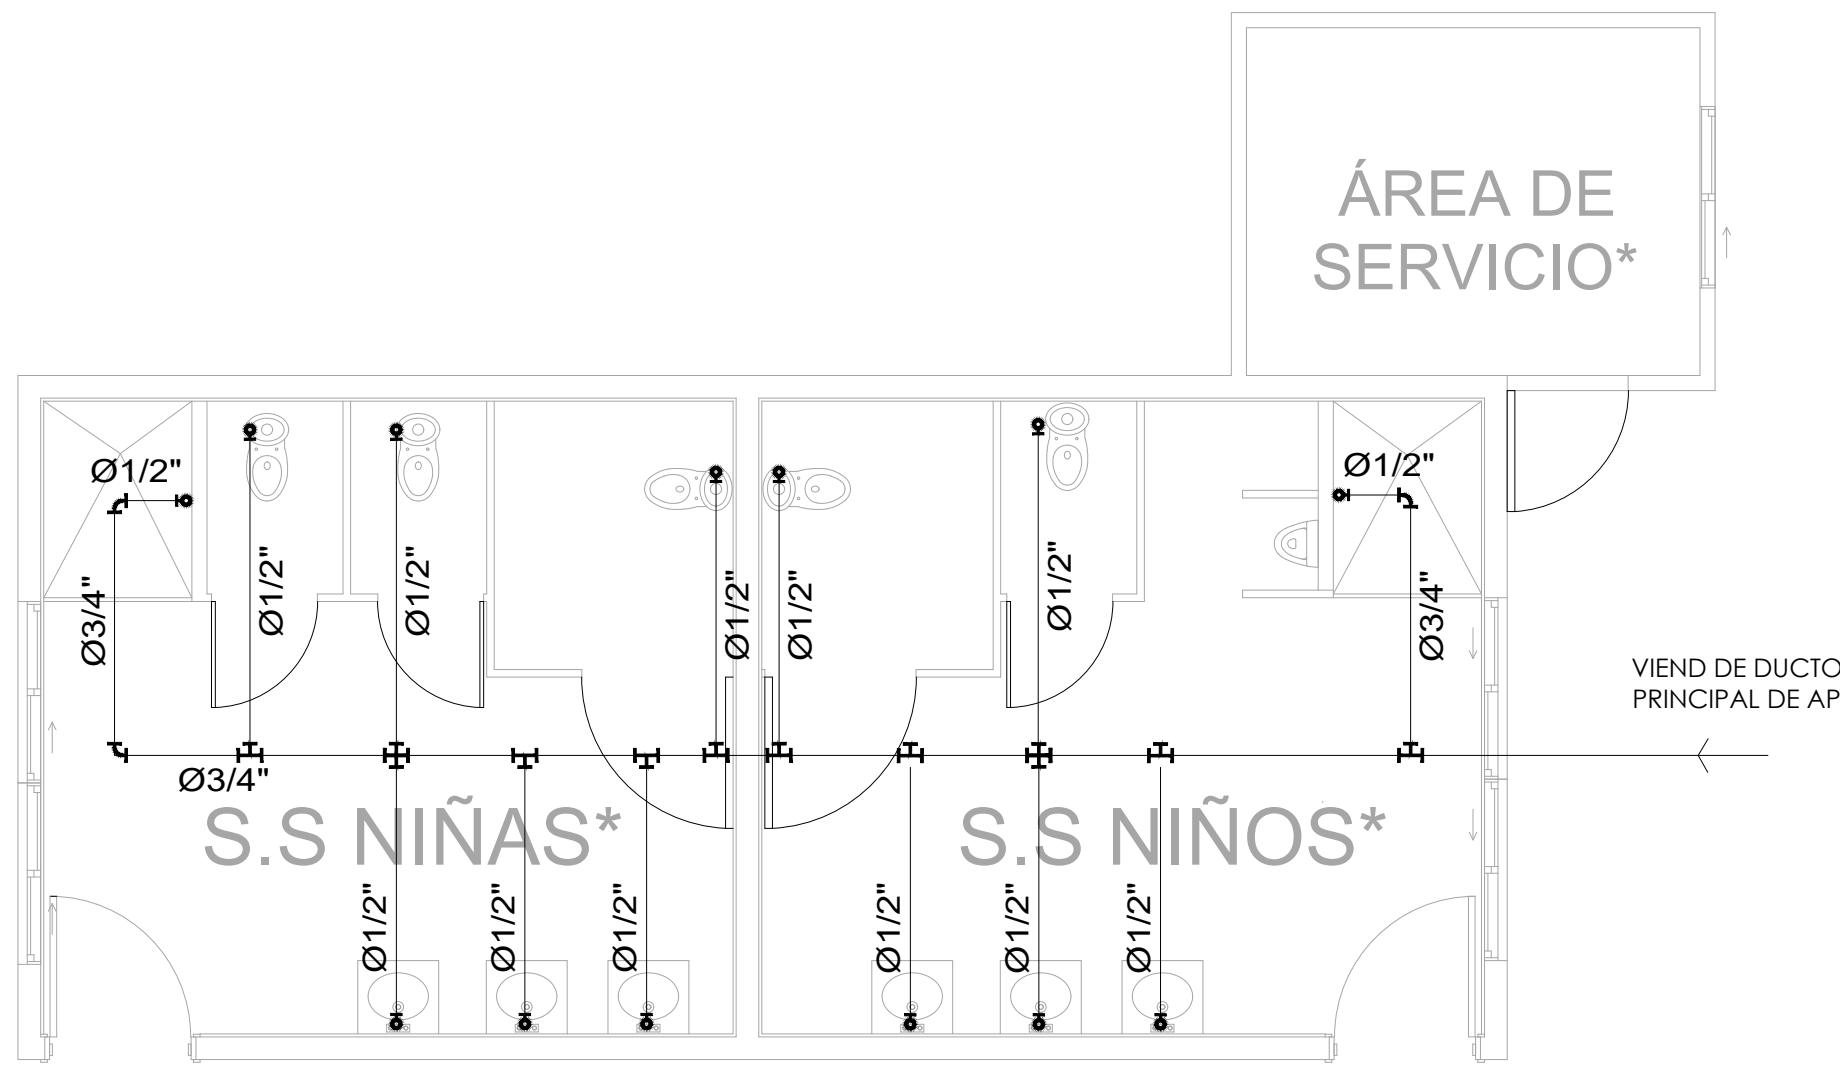 ÁREA DE
SERVICIO*
Ø1/2"
Ø1/2"
Ø3/4"
Ø1/2"
Ø1/2"
Ø1/2"
Ø1/2"
Ø1/2"
Ø3/4"
VIEND DE DUCTO
PRINCIPAL DE AP
Ø3/4"
S.S NIÑAS*
S.S NIÑOS*
Ø1/2"
Ø1/2"
Ø1/2"
Ø1/2"
Ø1/2"
Ø1/2"